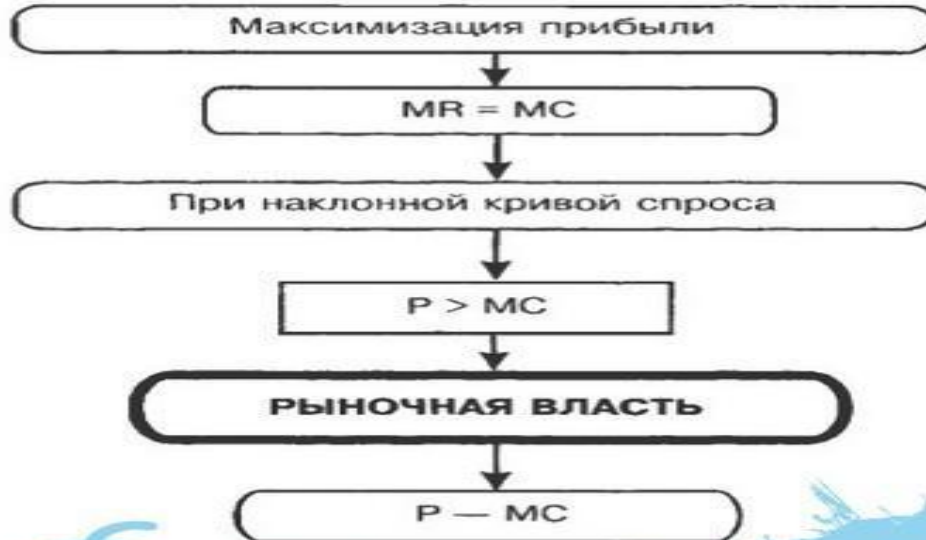 Максимизация прибыли
MR = MC
При наклонной кривой спроса
P > MC
РЫНОЧНАЯ ВЛАСТЬ
P — MC